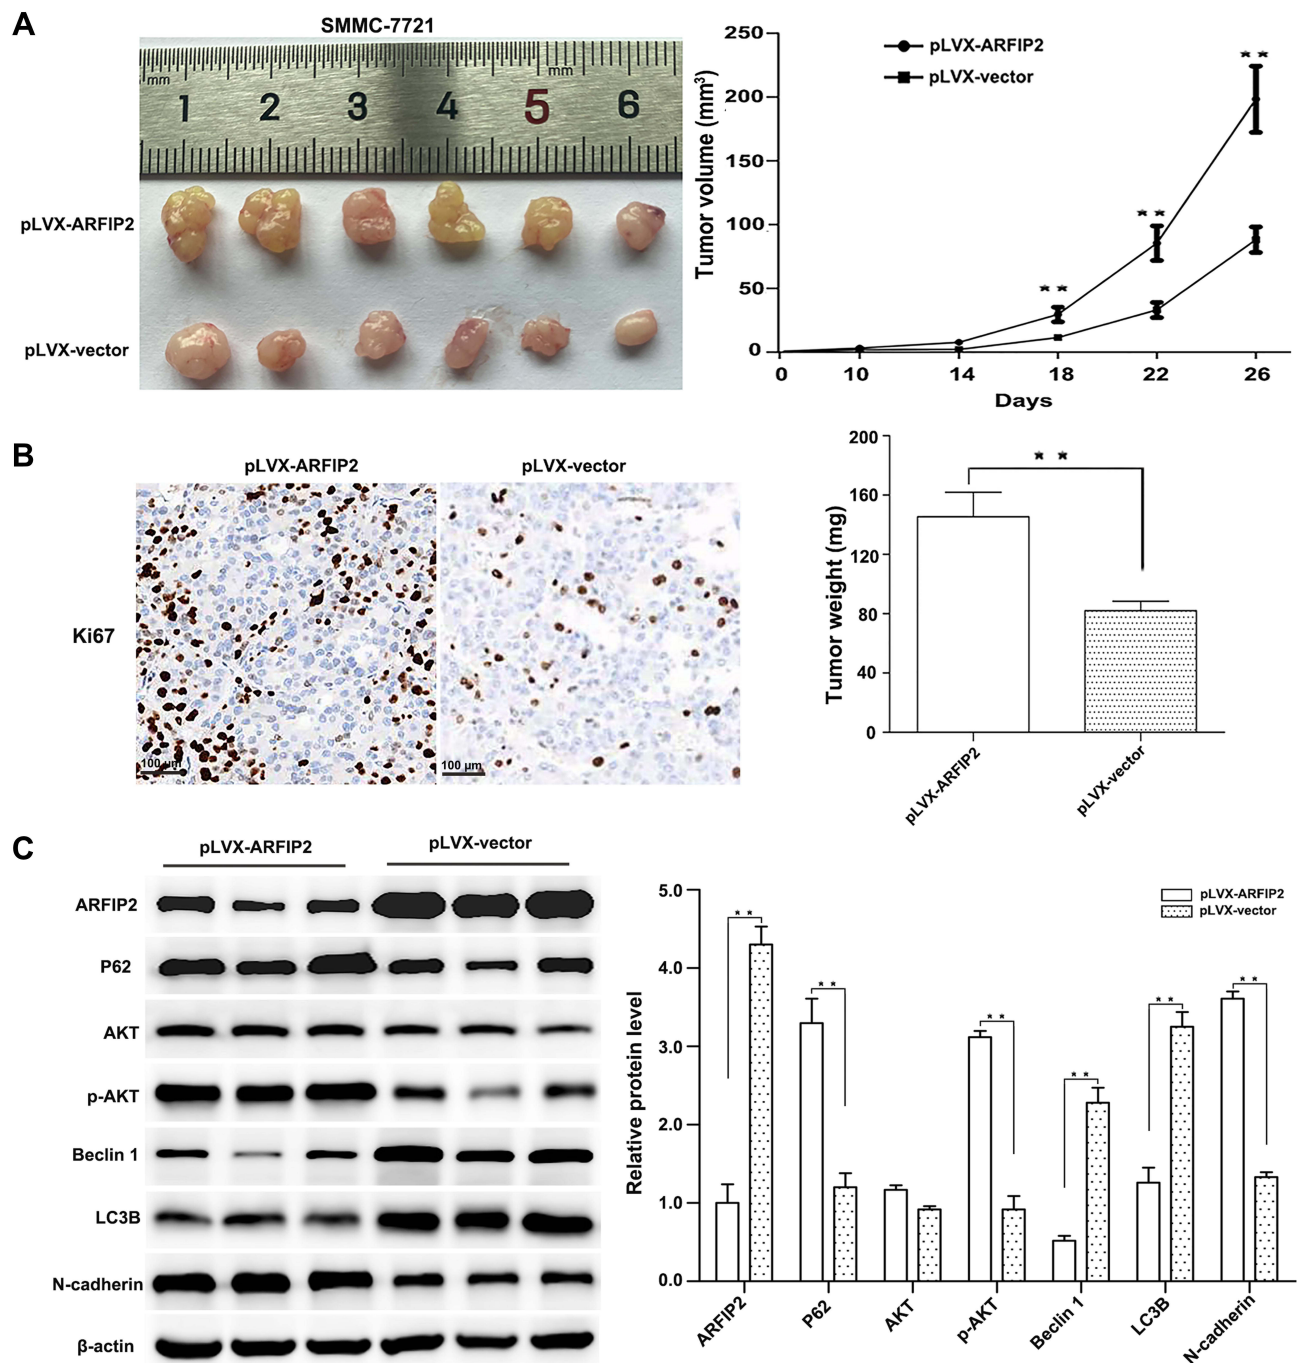 A
SMMC-7721
mm
mm
1 2 3 4 5 6
pLVX-ARFIP2
pLVX-vector
pLVX-ARFIP2
pLVX-vector
Tumor volume (mm³)
250
200
150
100
50
0
* *
* *
* *
0 10 14 18 22 26
Days
B
pLVX-ARFIP2
pLVX-vector
Ki67
100 µm
100 µm
Tumor weight (mg)
200
160
120
80
40
0
* *
pLVX-ARFIP2
pLVX-vector
C
pLVX-ARFIP2
pLVX-vector
ARFIP2
P62
AKT
p-AKT
Beclin 1
LC3B
N-cadherin
β-actin
Relative protein level
5.0
4.0
3.0
2.0
1.0
0.0
pLVX-ARFIP2
pLVX-vector
* *
* *
* *
* *
* *
* *
ARFIP2
P62
AKT
p-AKT
Beclin 1
LC3B
N-cadherin